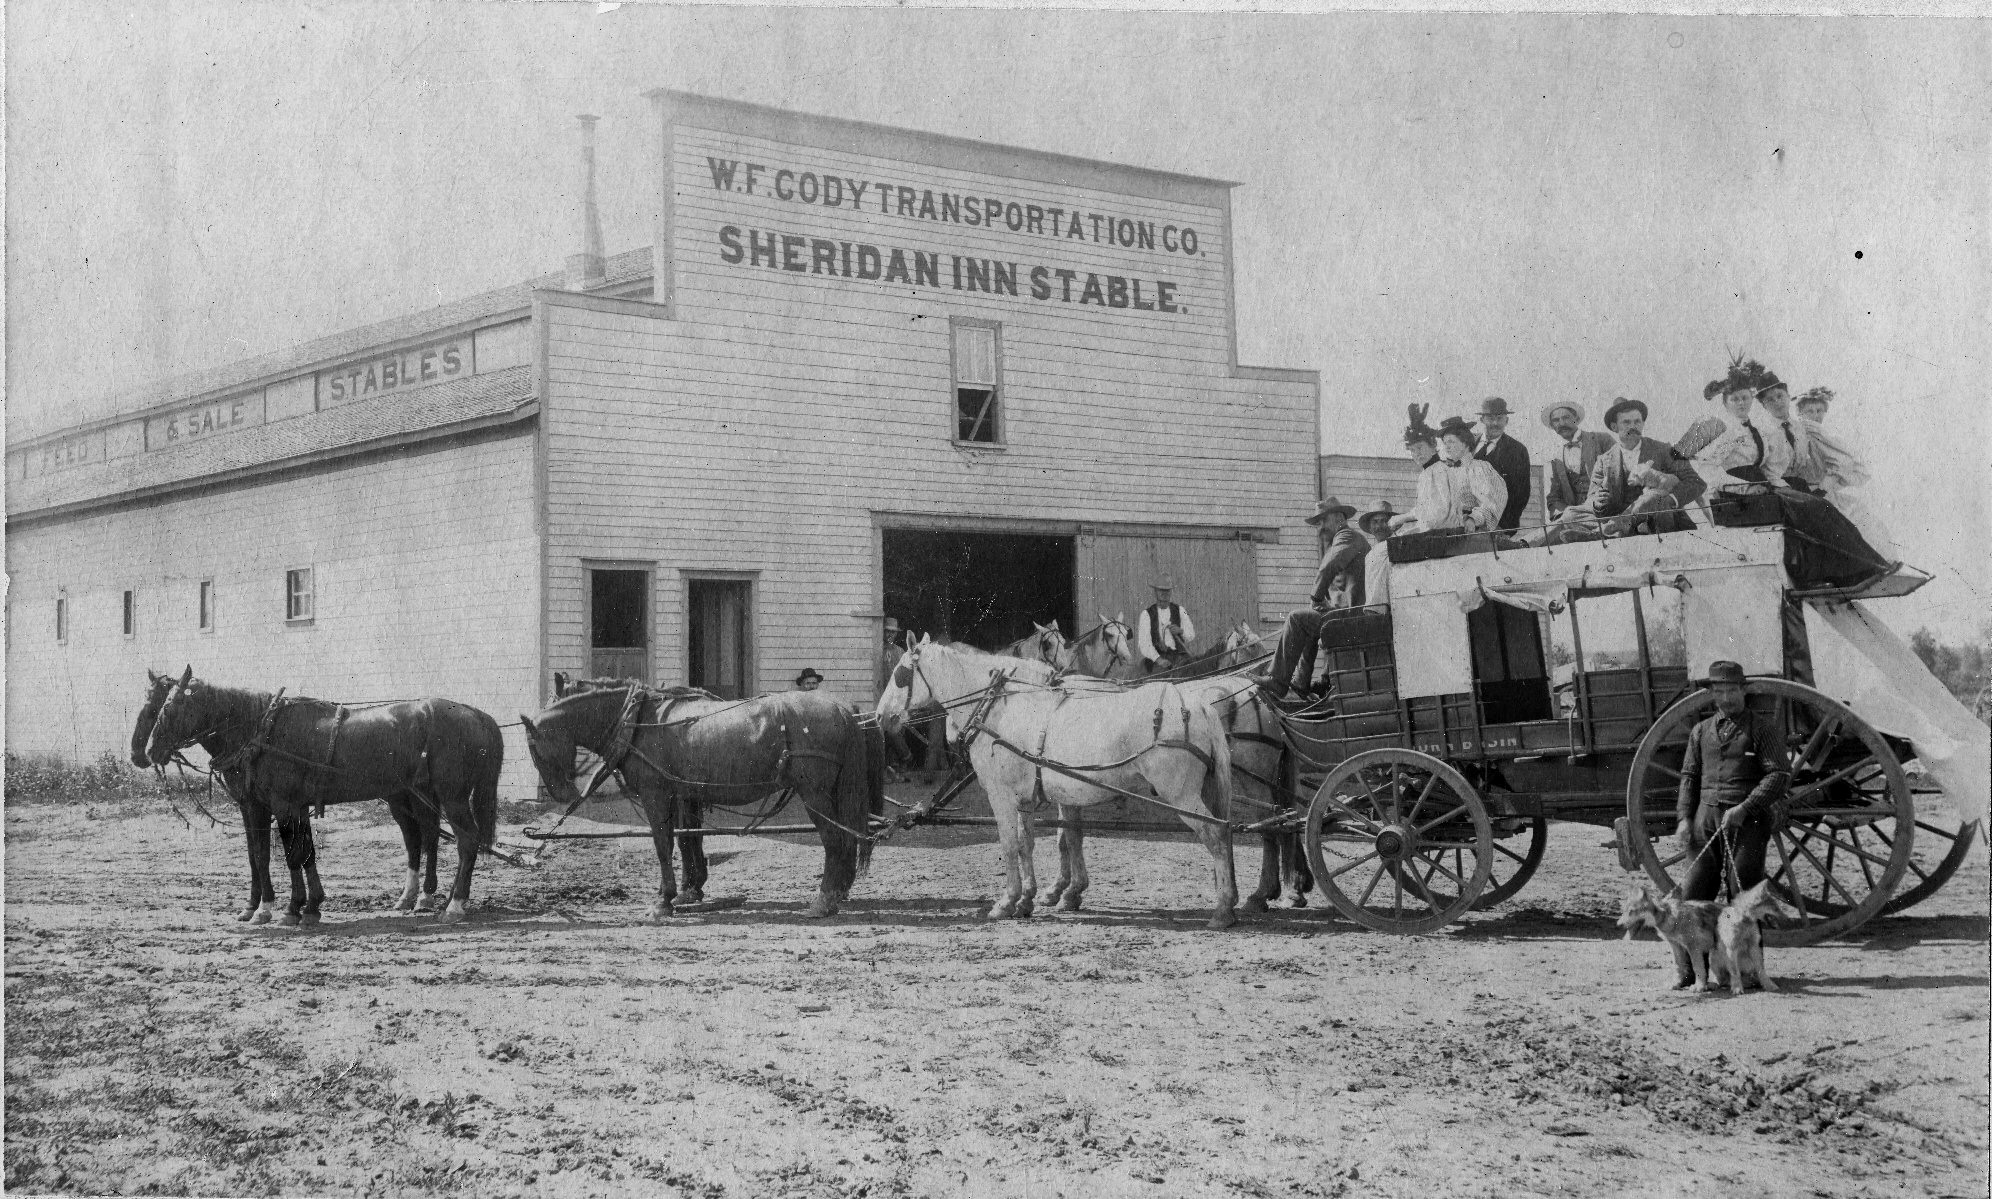 W.F. CODY TRANSPORTATION CO.
SHERIDAN INN STABLE.
FEED & SALE STABLES